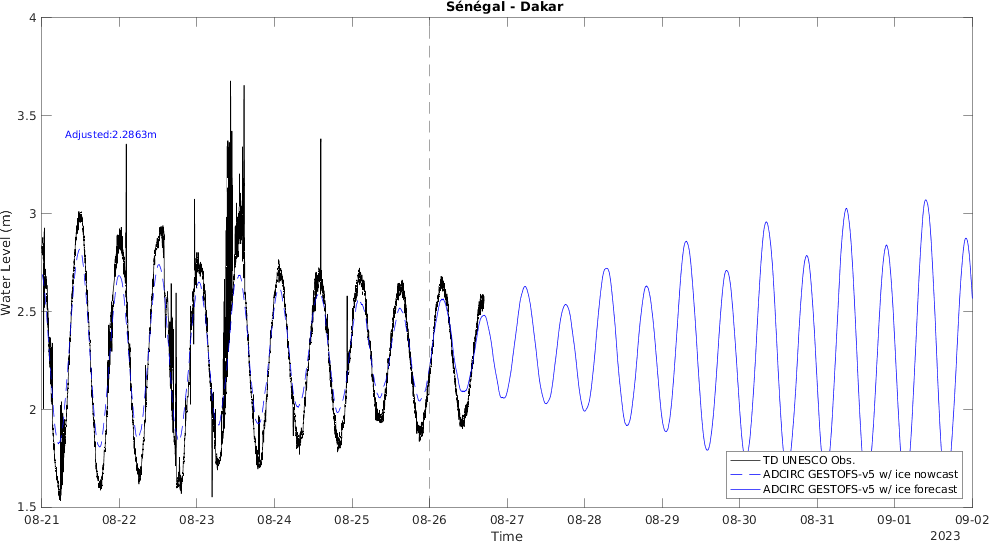 Sénégal - Dakar
4
3.5
3
2.5
2
1.5
Water Level (m)
Adjusted:2.2863m
TD UNESCO Obs.
ADCIRC GESTOFS-v5 w/ ice nowcast
ADCIRC GESTOFS-v5 w/ ice forecast
08-21 08-22 08-23 08-24 08-25 08-26 08-27 08-28 08-29 08-30 08-31 09-01 09-02
Time
2023